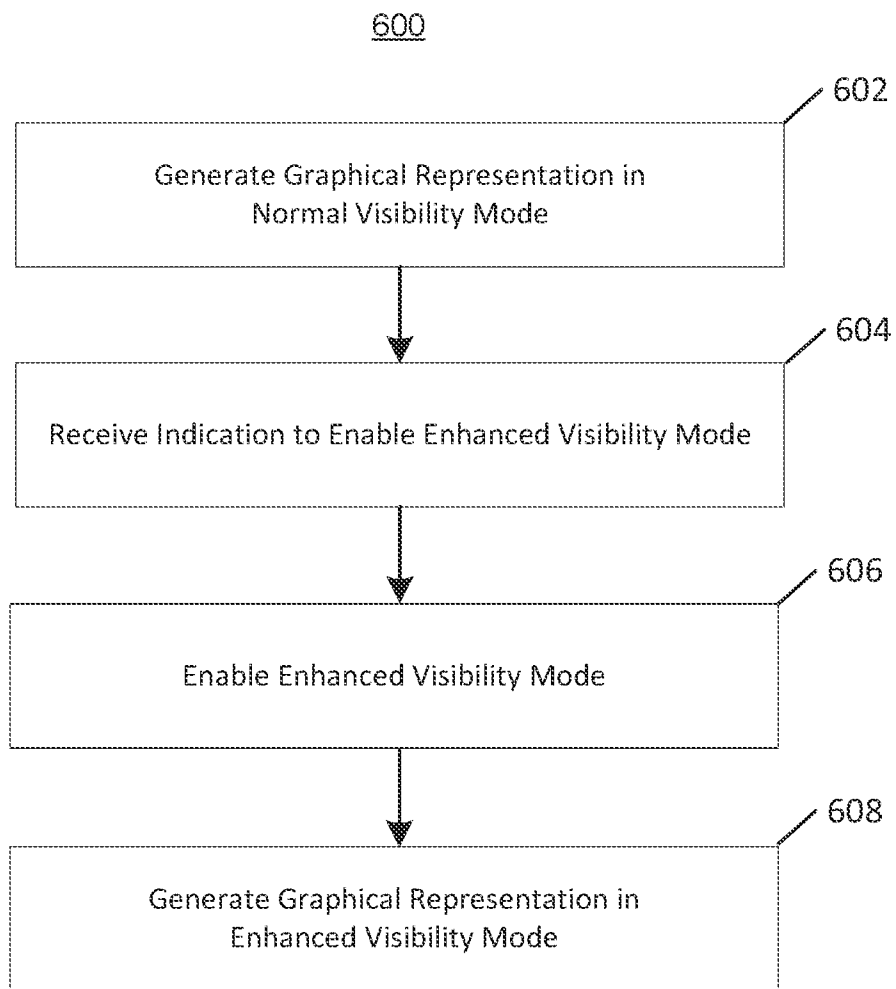 600
602
Generate Graphical Representation in
Normal Visibility Mode
604
Receive Indication to Enable Enhanced Visibility Mode
606
Enable Enhanced Visibility Mode
608
Generate Graphical Representation in
Enhanced Visibility Mode